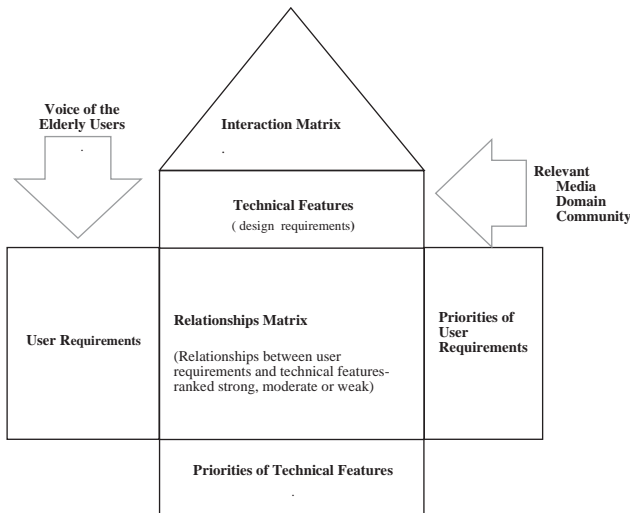 Voice of the
Elderly Users
.
Interaction Matrix
.
Relevant
Media
Domain
Community
Technical Features
( design requirements)
User Requirements
Relationships Matrix
(Relationships between user
requirements and technical features-
ranked strong, moderate or weak)
Priorities of
User
Requirements
Priorities of Technical Features
.